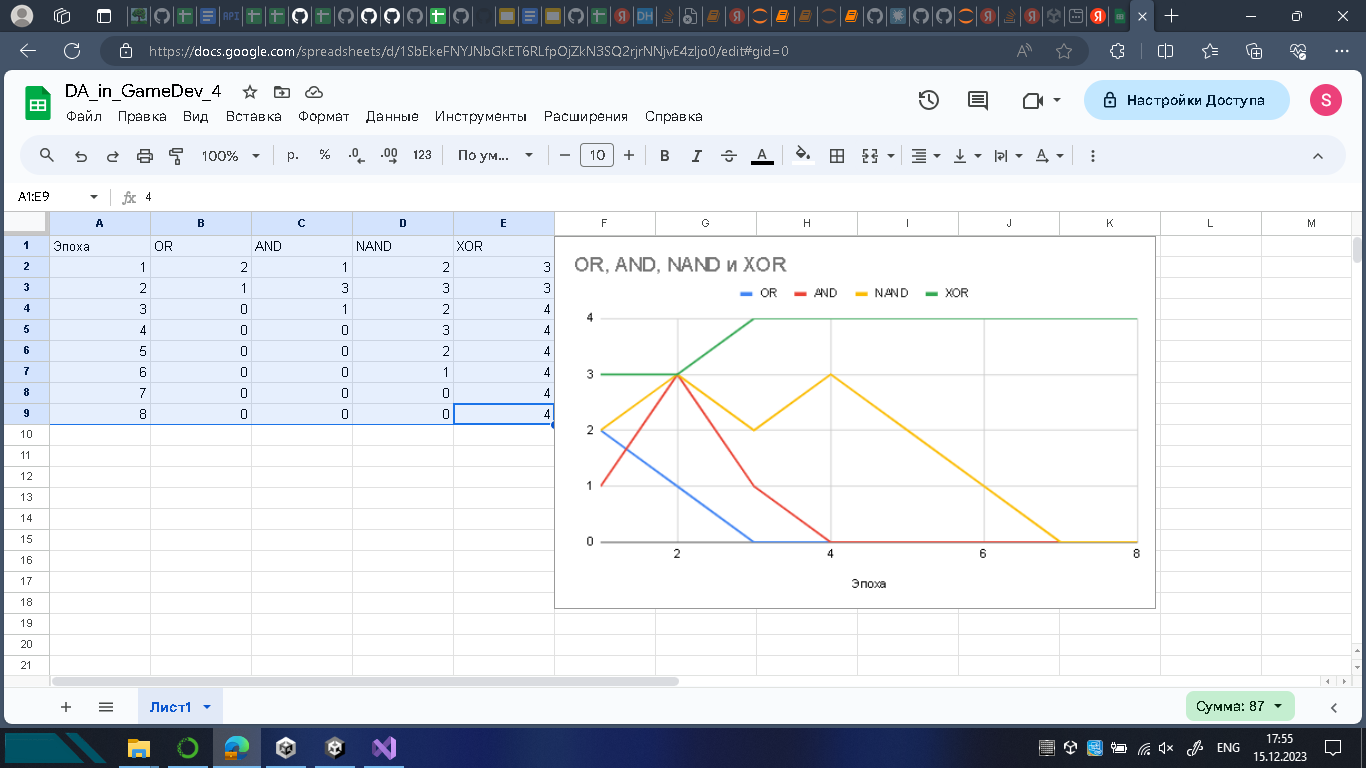 https://docs.google.com/spreadsheets/d/1SbEkeFNYJNbGkET6RLfpOjZkN3SQ2rjrNNjvE4zIjo0/edit#gid=0
DA_in_GameDev_4
Файл Правка Вид Вставка Формат Данные Инструменты Расширения Справка
Настройки Доступа
S
100% р. % .0 .00 123 По ум... 10 B I A
A1:E9 fx 4
A B C D E F G H I J K L M
1 Эпоха OR AND NAND XOR
2 1 2 1 2 3
3 2 1 3 3 3
4 3 0 1 2 4
5 4 0 0 3 4
6 5 0 0 2 4
7 6 0 0 1 4
8 7 0 0 0 4
9 8 0 0 0 4
10
11
12
13
14
15
16
17
18
19
20
21
OR, AND, NAND и XOR
OR AND NAND XOR
4
3
2
1
0
2 4 6 8
Эпоха
Лист1
Сумма: 87
ENG
17:55
15.12.2023